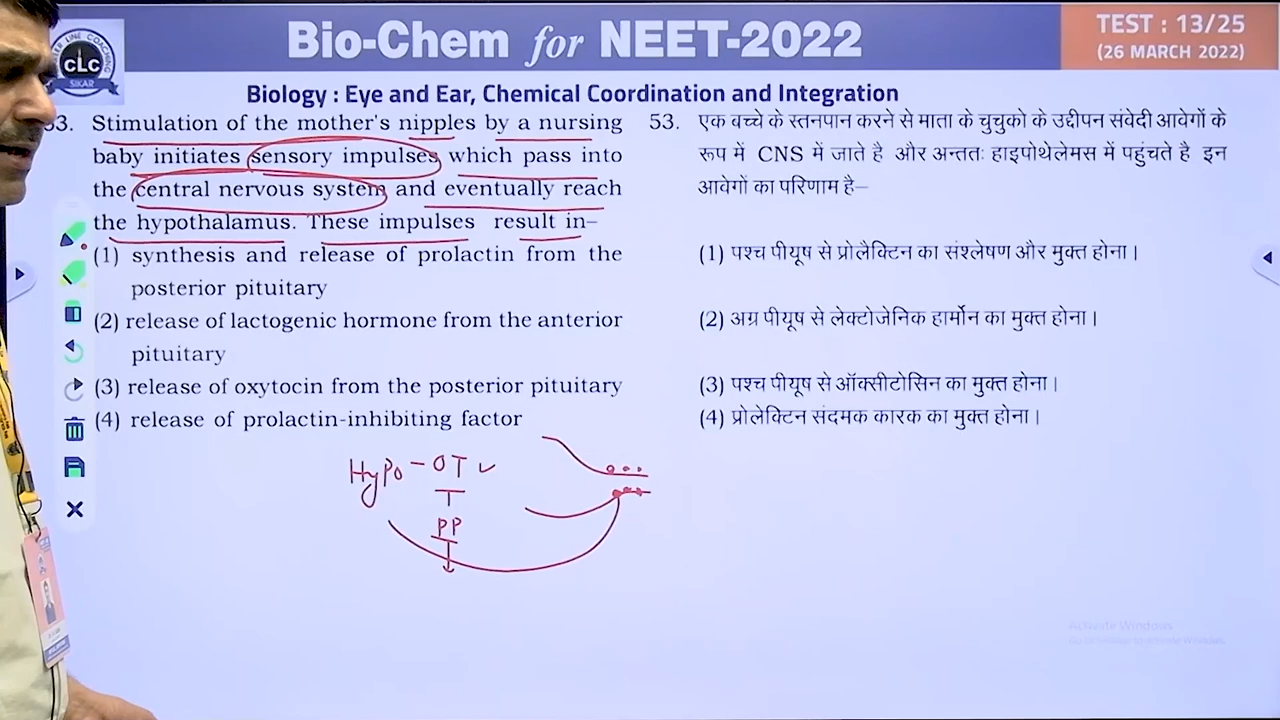 Bio-Chem for NEET-2022
TEST : 13/25
(26 MARCH 2022)
CLC
SIKAR
Biology : Eye and Ear, Chemical Coordination and Integration
53. Stimulation of the mother's nipples by a nursing
baby initiates sensory impulses, which pass into
the central nervous system and eventually reach
the hypothalamus. These impulses result in–
(1) synthesis and release of prolactin from the
posterior pituitary
(2) release of lactogenic hormone from the anterior
pituitary
(3) release of oxytocin from the posterior pituitary
(4) release of prolactin-inhibiting factor
53. एक बच्चे के स्तनपान करने से माता के चुचुको के उद्दीपन संवेदी आवेगों के
रूप में CNS में जाते है और अन्ततः हाइपोथेलेमस में पहुंचते है इन
आवेगों का परिणाम है–
(1) पश्च पीयूष से प्रोलैक्टिन का संश्लेषण और मुक्त होना।
(2) अग्र पीयूष से लेक्टोजेनिक हार्मोन का मुक्त होना।
(3) पश्च पीयूष से ऑक्सीटोसिन का मुक्त होना।
(4) प्रोलेक्टिन संदमक कारक का मुक्त होना।
Hypo - OT ✓
PP
Activate Windows
Go to Settings to activate Windows.